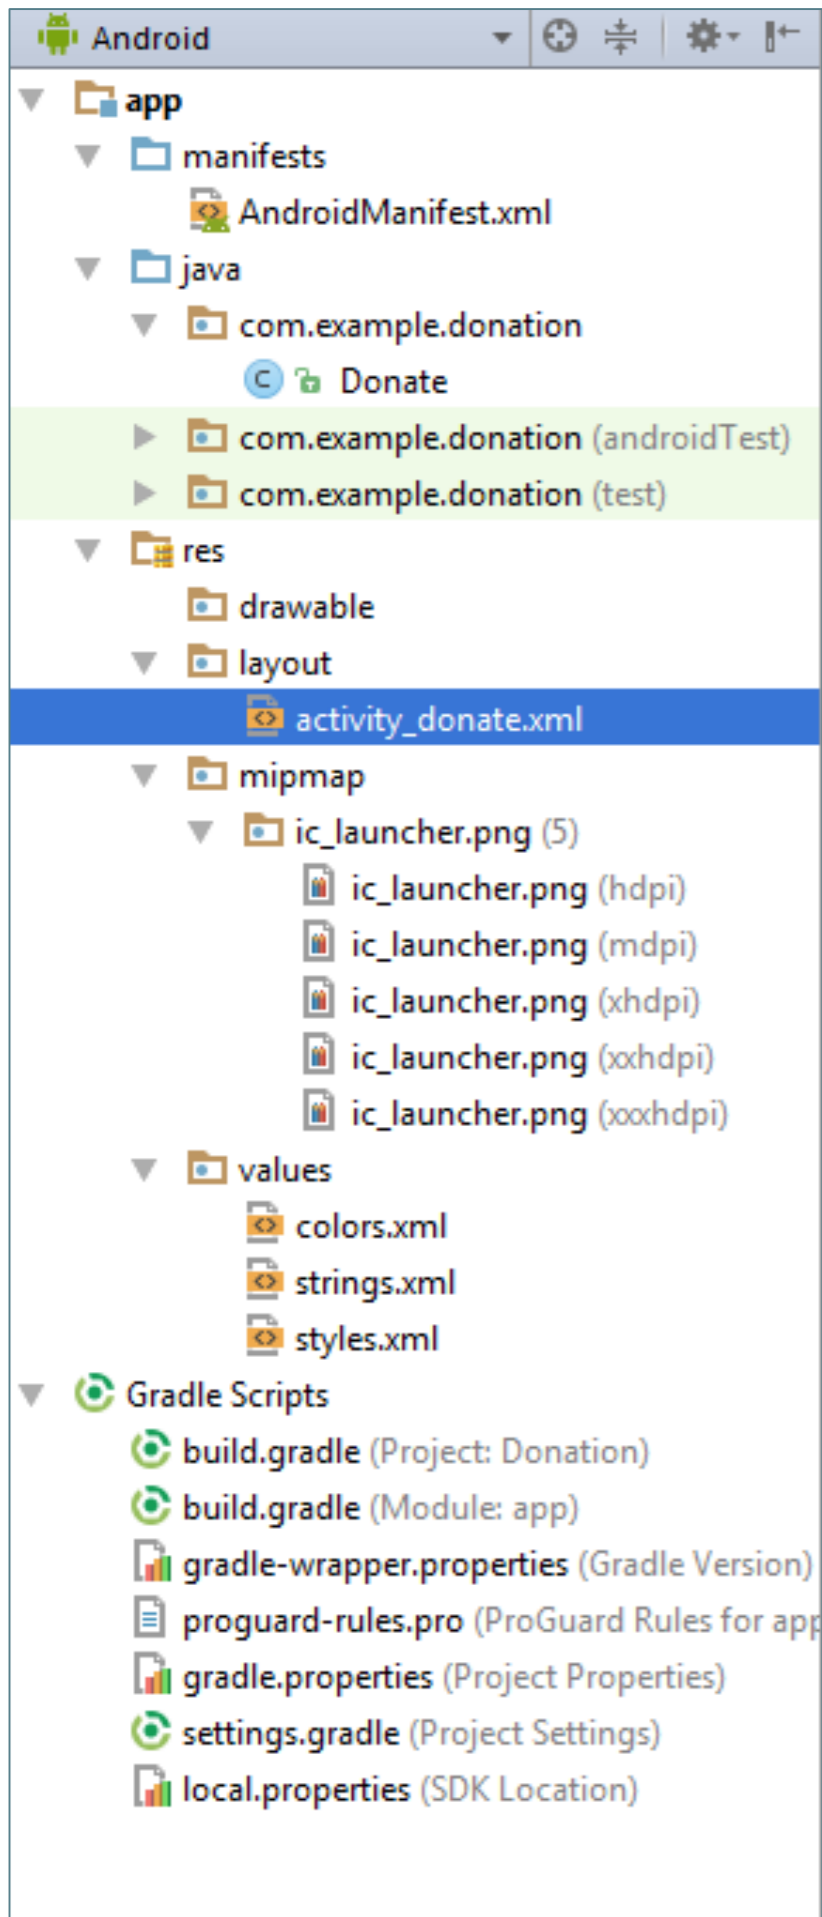 Android
app
manifests
AndroidManifest.xml
java
com.example.donation
C Donate
com.example.donation (androidTest)
com.example.donation (test)
res
drawable
layout
activity_donate.xml
mipmap
ic_launcher.png (5)
ic_launcher.png (hdpi)
ic_launcher.png (mdpi)
ic_launcher.png (xhdpi)
ic_launcher.png (xxhdpi)
ic_launcher.png (xxxhdpi)
values
colors.xml
strings.xml
styles.xml
Gradle Scripts
build.gradle (Project: Donation)
build.gradle (Module: app)
gradle-wrapper.properties (Gradle Version)
proguard-rules.pro (ProGuard Rules for app
gradle.properties (Project Properties)
settings.gradle (Project Settings)
local.properties (SDK Location)